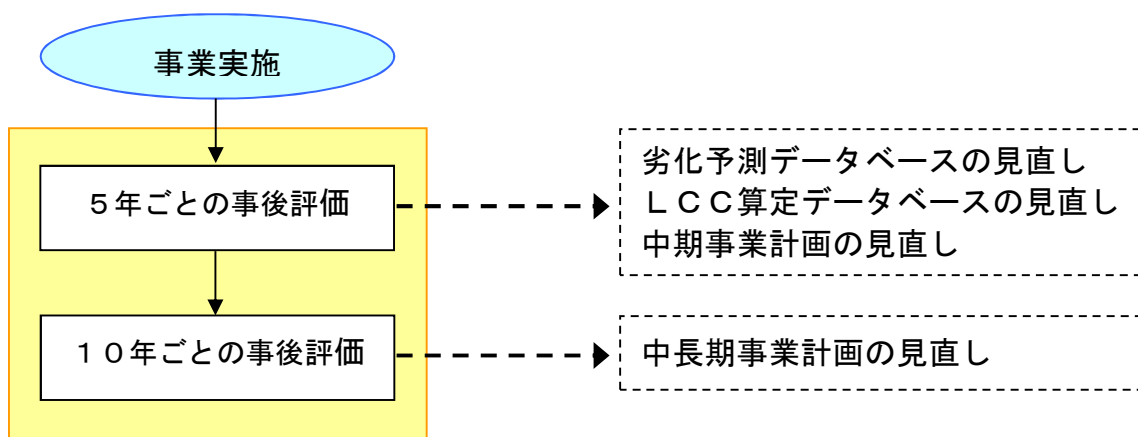 事業実施
５年ごとの事後評価
劣化予測データベースの見直し
ＬＣＣ算定データベースの見直し
中期事業計画の見直し
１０年ごとの事後評価
中長期事業計画の見直し